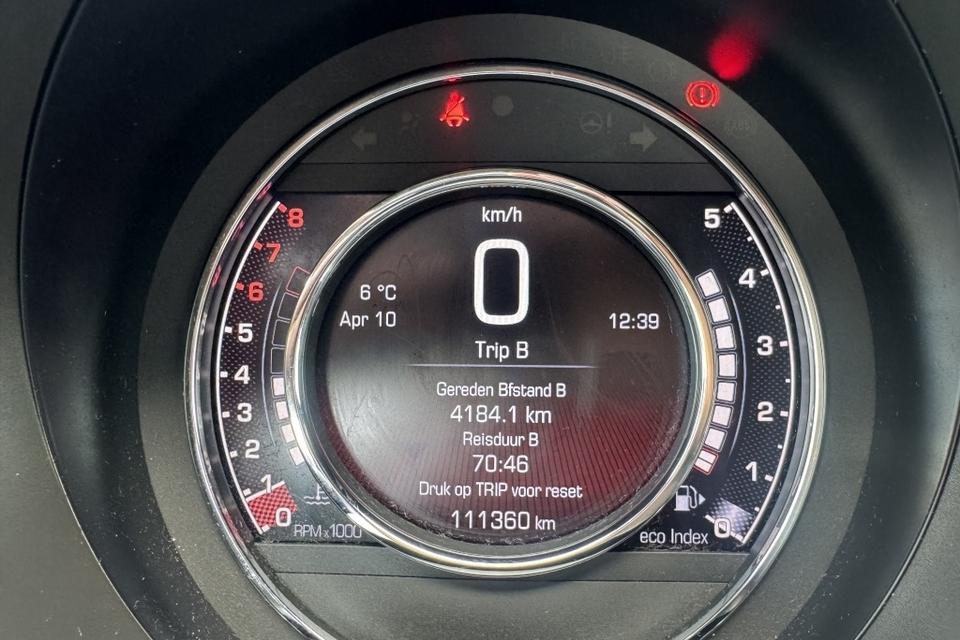 km/h
0
6 °C
Apr 10
12:39
Trip B
Gereden Bfstand B
4184.1 km
Reisduur B
70:46
Druk op TRIP voor reset
111360 km
8
7
6
5
4
3
2
1
0
RPM x1000
5
4
3
2
1
0
eco Index